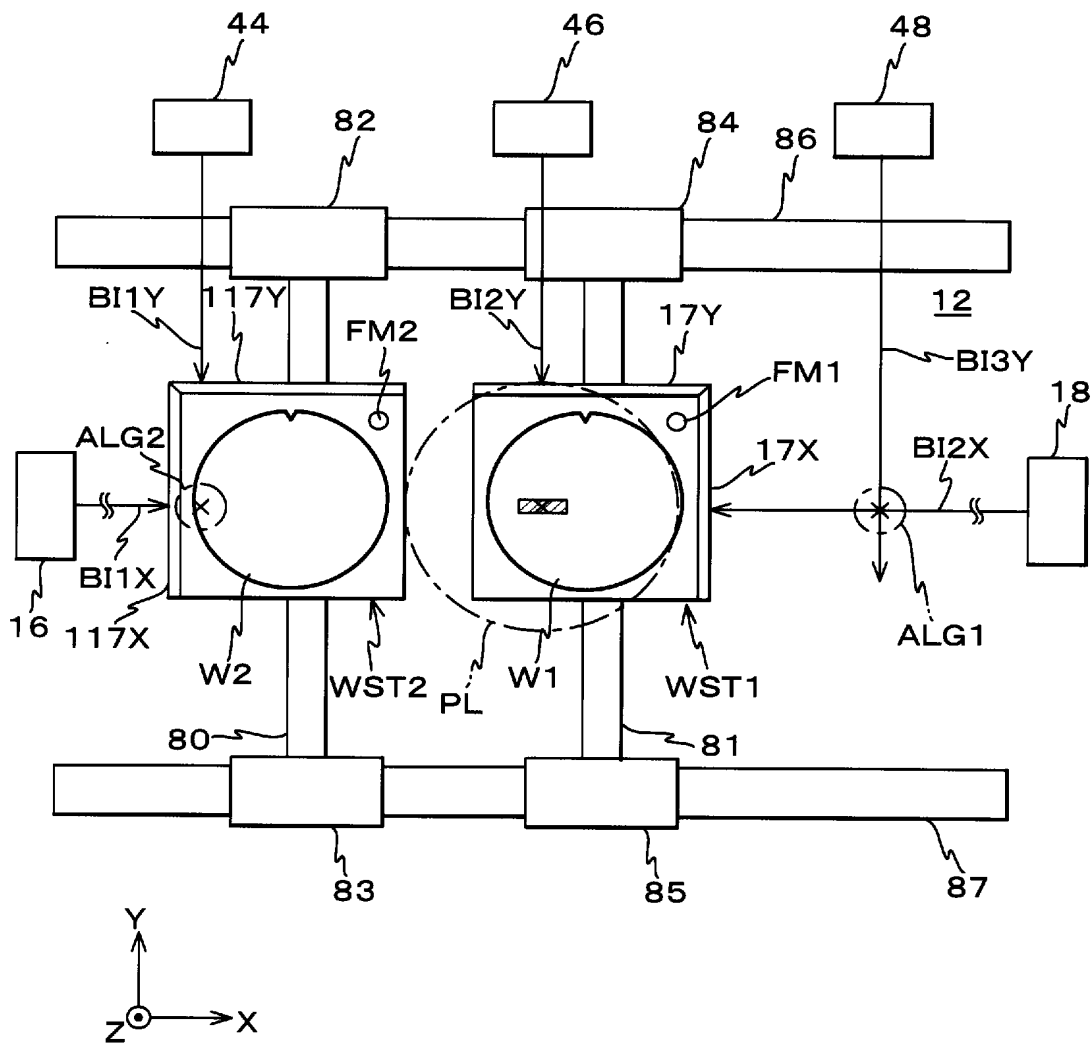 44
46
48
82
84
86
BI1Y
117Y
BI2Y
17Y
12
FM2
FM1
BI3Y
18
ALG2
17X
BI2X
BI1X
16
117X
W2
WST2
PL
W1
WST1
ALG1
80
81
83
85
87
Y
Z
X